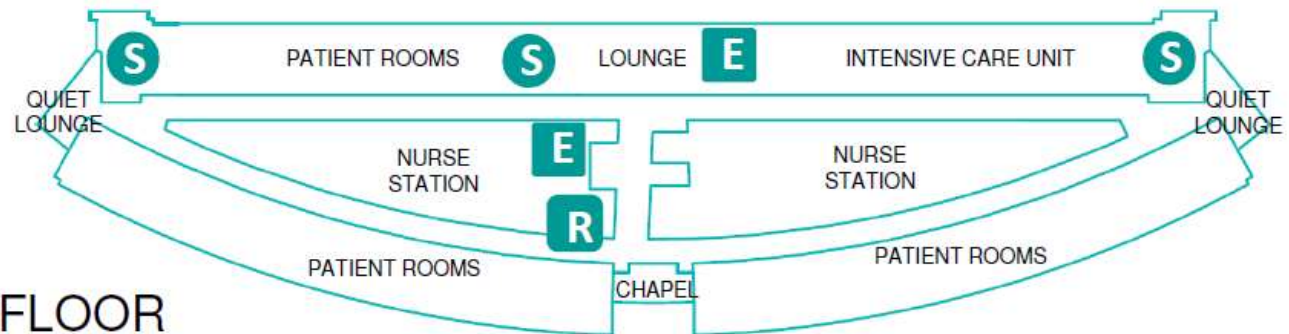 S
PATIENT ROOMS
S
LOUNGE
E
INTENSIVE CARE UNIT
S
QUIET
LOUNGE
QUIET
LOUNGE
E
NURSE
STATION
NURSE
STATION
R
PATIENT ROOMS
PATIENT ROOMS
CHAPEL
FLOOR